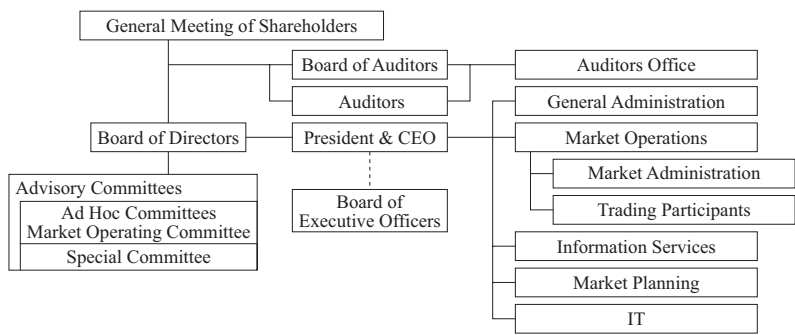 General Meeting of Shareholders
Board of Auditors
Auditors Office
Auditors
General Administration
Board of Directors
President & CEO
Market Operations
Advisory Committees
Ad Hoc Committees
Market Operating Committee
Special Committee
Board of
Executive Officers
Market Administration
Trading Participants
Information Services
Market Planning
IT